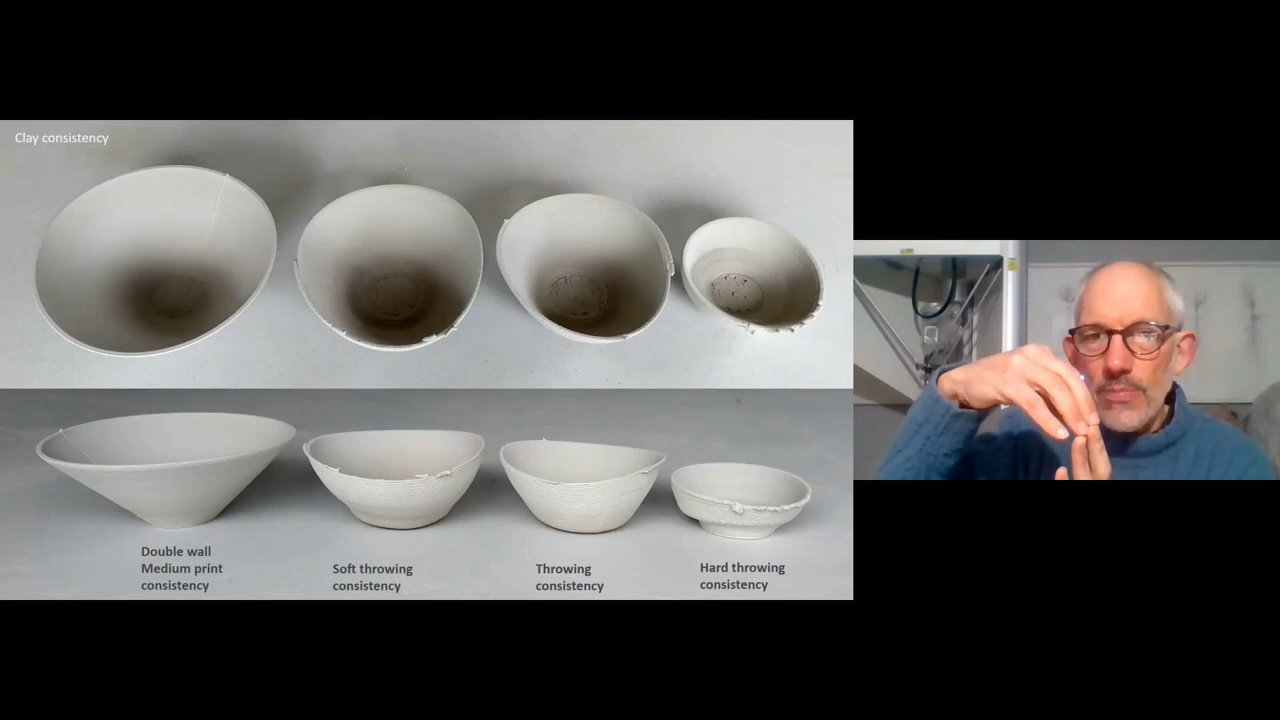 Clay consistency
Double wall
Medium print
consistency
Soft throwing
consistency
Throwing
consistency
Hard throwing
consistency